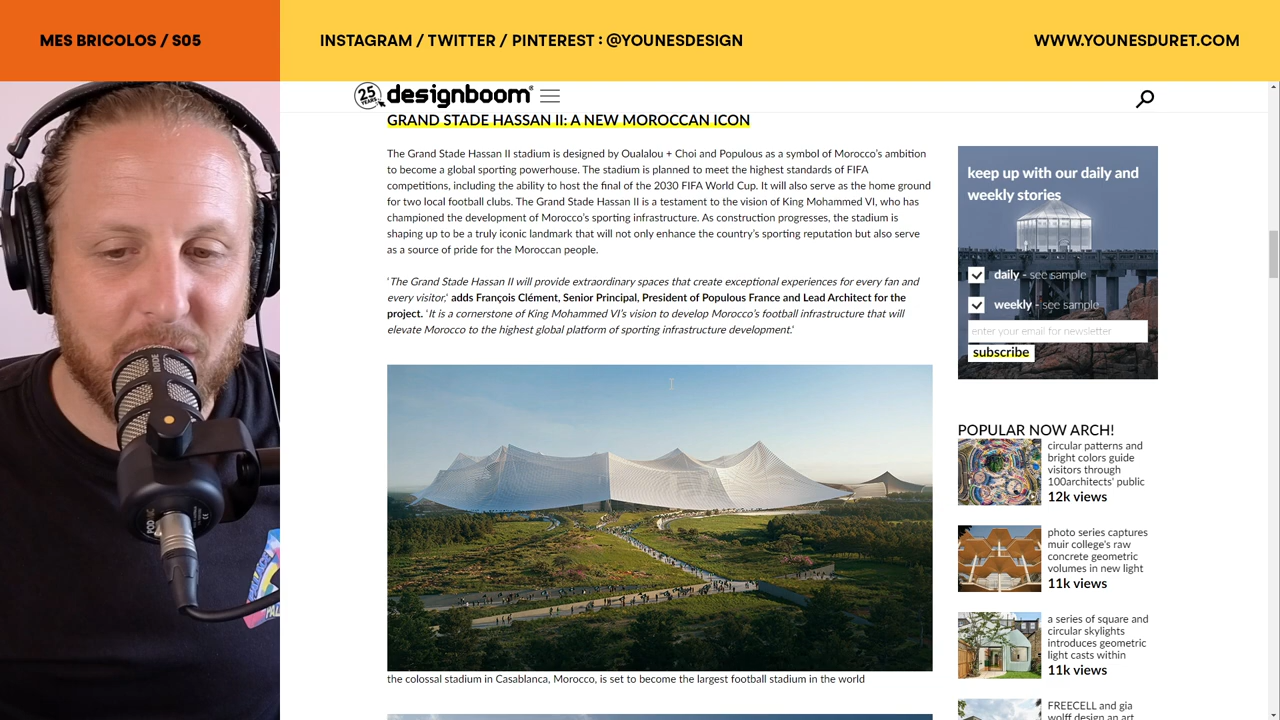 MES BRICOLOS / S05
INSTAGRAM / TWITTER / PINTEREST : @YOUNESDESIGN
WWW.YOUNESDURET.COM
25
YEARS
designboom®
GRAND STADE HASSAN II: A NEW MOROCCAN ICON
The Grand Stade Hassan II stadium is designed by Oualalou + Choi and Populous as a symbol of Morocco's ambition
to become a global sporting powerhouse. The stadium is planned to meet the highest standards of FIFA
competitions, including the ability to host the final of the 2030 FIFA World Cup. It will also serve as the home ground
for two local football clubs. The Grand Stade Hassan II is a testament to the vision of King Mohammed VI, who has
championed the development of Morocco's sporting infrastructure. As construction progresses, the stadium is
shaping up to be a truly iconic landmark that will not only enhance the country's sporting reputation but also serve
as a source of pride for the Moroccan people.
'The Grand Stade Hassan II will provide extraordinary spaces that create exceptional experiences for every fan and
every visitor,' adds François Clément, Senior Principal, President of Populous France and Lead Architect for the
project. 'It is a cornerstone of King Mohammed VI's vision to develop Morocco's football infrastructure that will
elevate Morocco to the highest global platform of sporting infrastructure development.'
the colossal stadium in Casablanca, Morocco, is set to become the largest football stadium in the world
keep up with our daily and
weekly stories
daily - see sample
weekly - see sample
enter your email for newsletter
subscribe
POPULAR NOW ARCH!
circular patterns and
bright colors guide
visitors through
100architects' public
12k views
photo series captures
muir college's raw
concrete geometric
volumes in new light
11k views
a series of square and
circular skylights
introduces geometric
light casts within
11k views
FREECELL and gia
wolff design an art
RODE